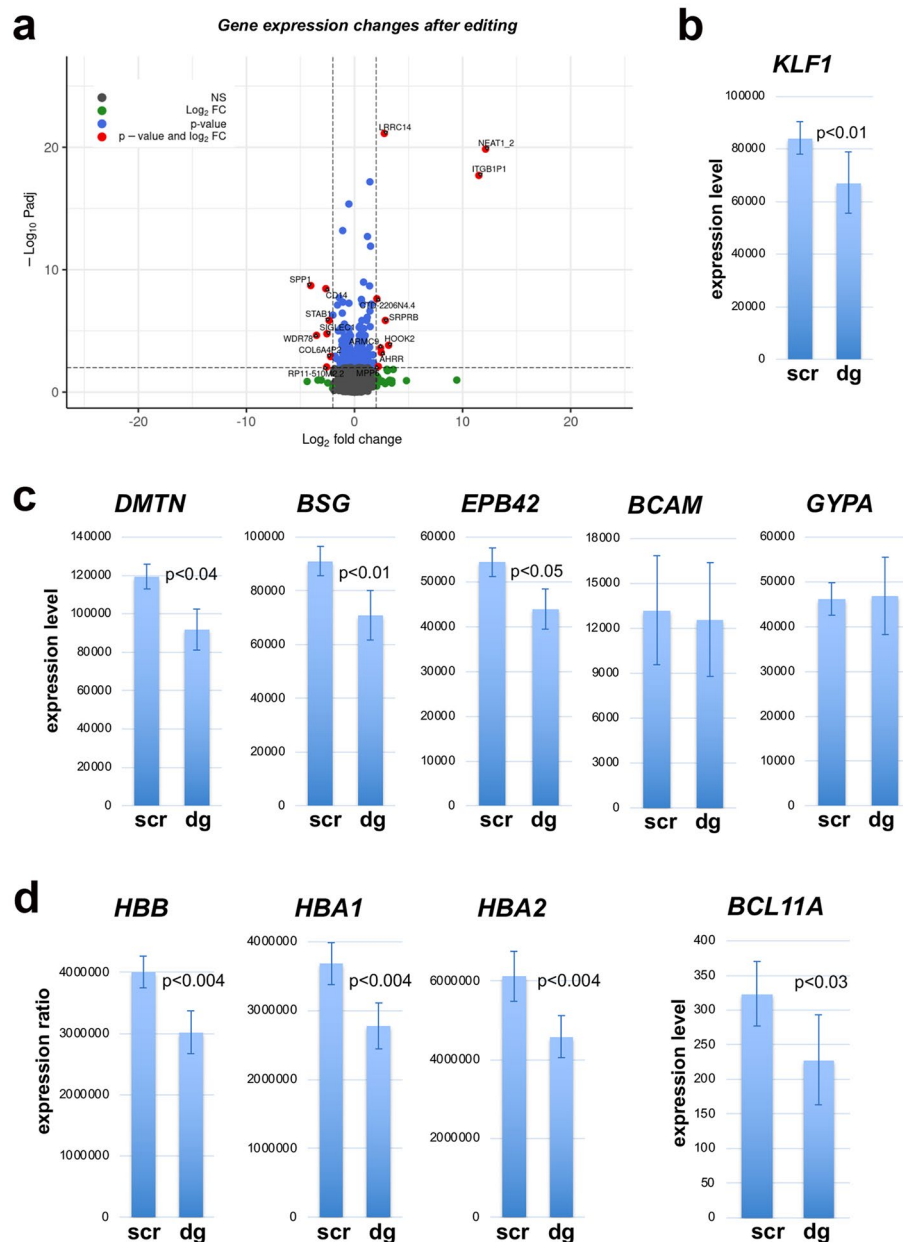 a
Gene expression changes after editing
NS
Log2 FC
p-value
p – value and log2 FC
LRRC14
NEAT1_2
ITGB1P1
SPP1
CD14
CTD-2206N4.4
STAB1
SRPRB
SIGLEC1
WDR78
ARMC9
HOOK2
COL6A4P2
AHRR
RP11-510M2.2
20
10
0
– Log10 Padj
-20
-10
0
10
20
Log2 fold change
b
KLF1
100000
80000
60000
40000
20000
0
expression level
p<0.01
scr dg
c
DMTN
140000
120000
100000
80000
60000
40000
20000
0
expression level
p<0.04
scr dg
BSG
100000
80000
60000
40000
20000
0
p<0.01
scr dg
EPB42
60000
50000
40000
30000
20000
10000
0
p<0.05
scr dg
BCAM
18000
15000
12000
9000
6000
3000
0
scr dg
GYPA
60000
50000
40000
30000
20000
10000
0
scr dg
d
HBB
4000000
3000000
2000000
1000000
0
expression ratio
p<0.004
scr dg
HBA1
4000000
3000000
2000000
1000000
0
p<0.004
scr dg
HBA2
6000000
4000000
2000000
0
p<0.004
scr dg
BCL11A
400
350
300
250
200
150
100
50
0
expression level
p<0.03
scr dg